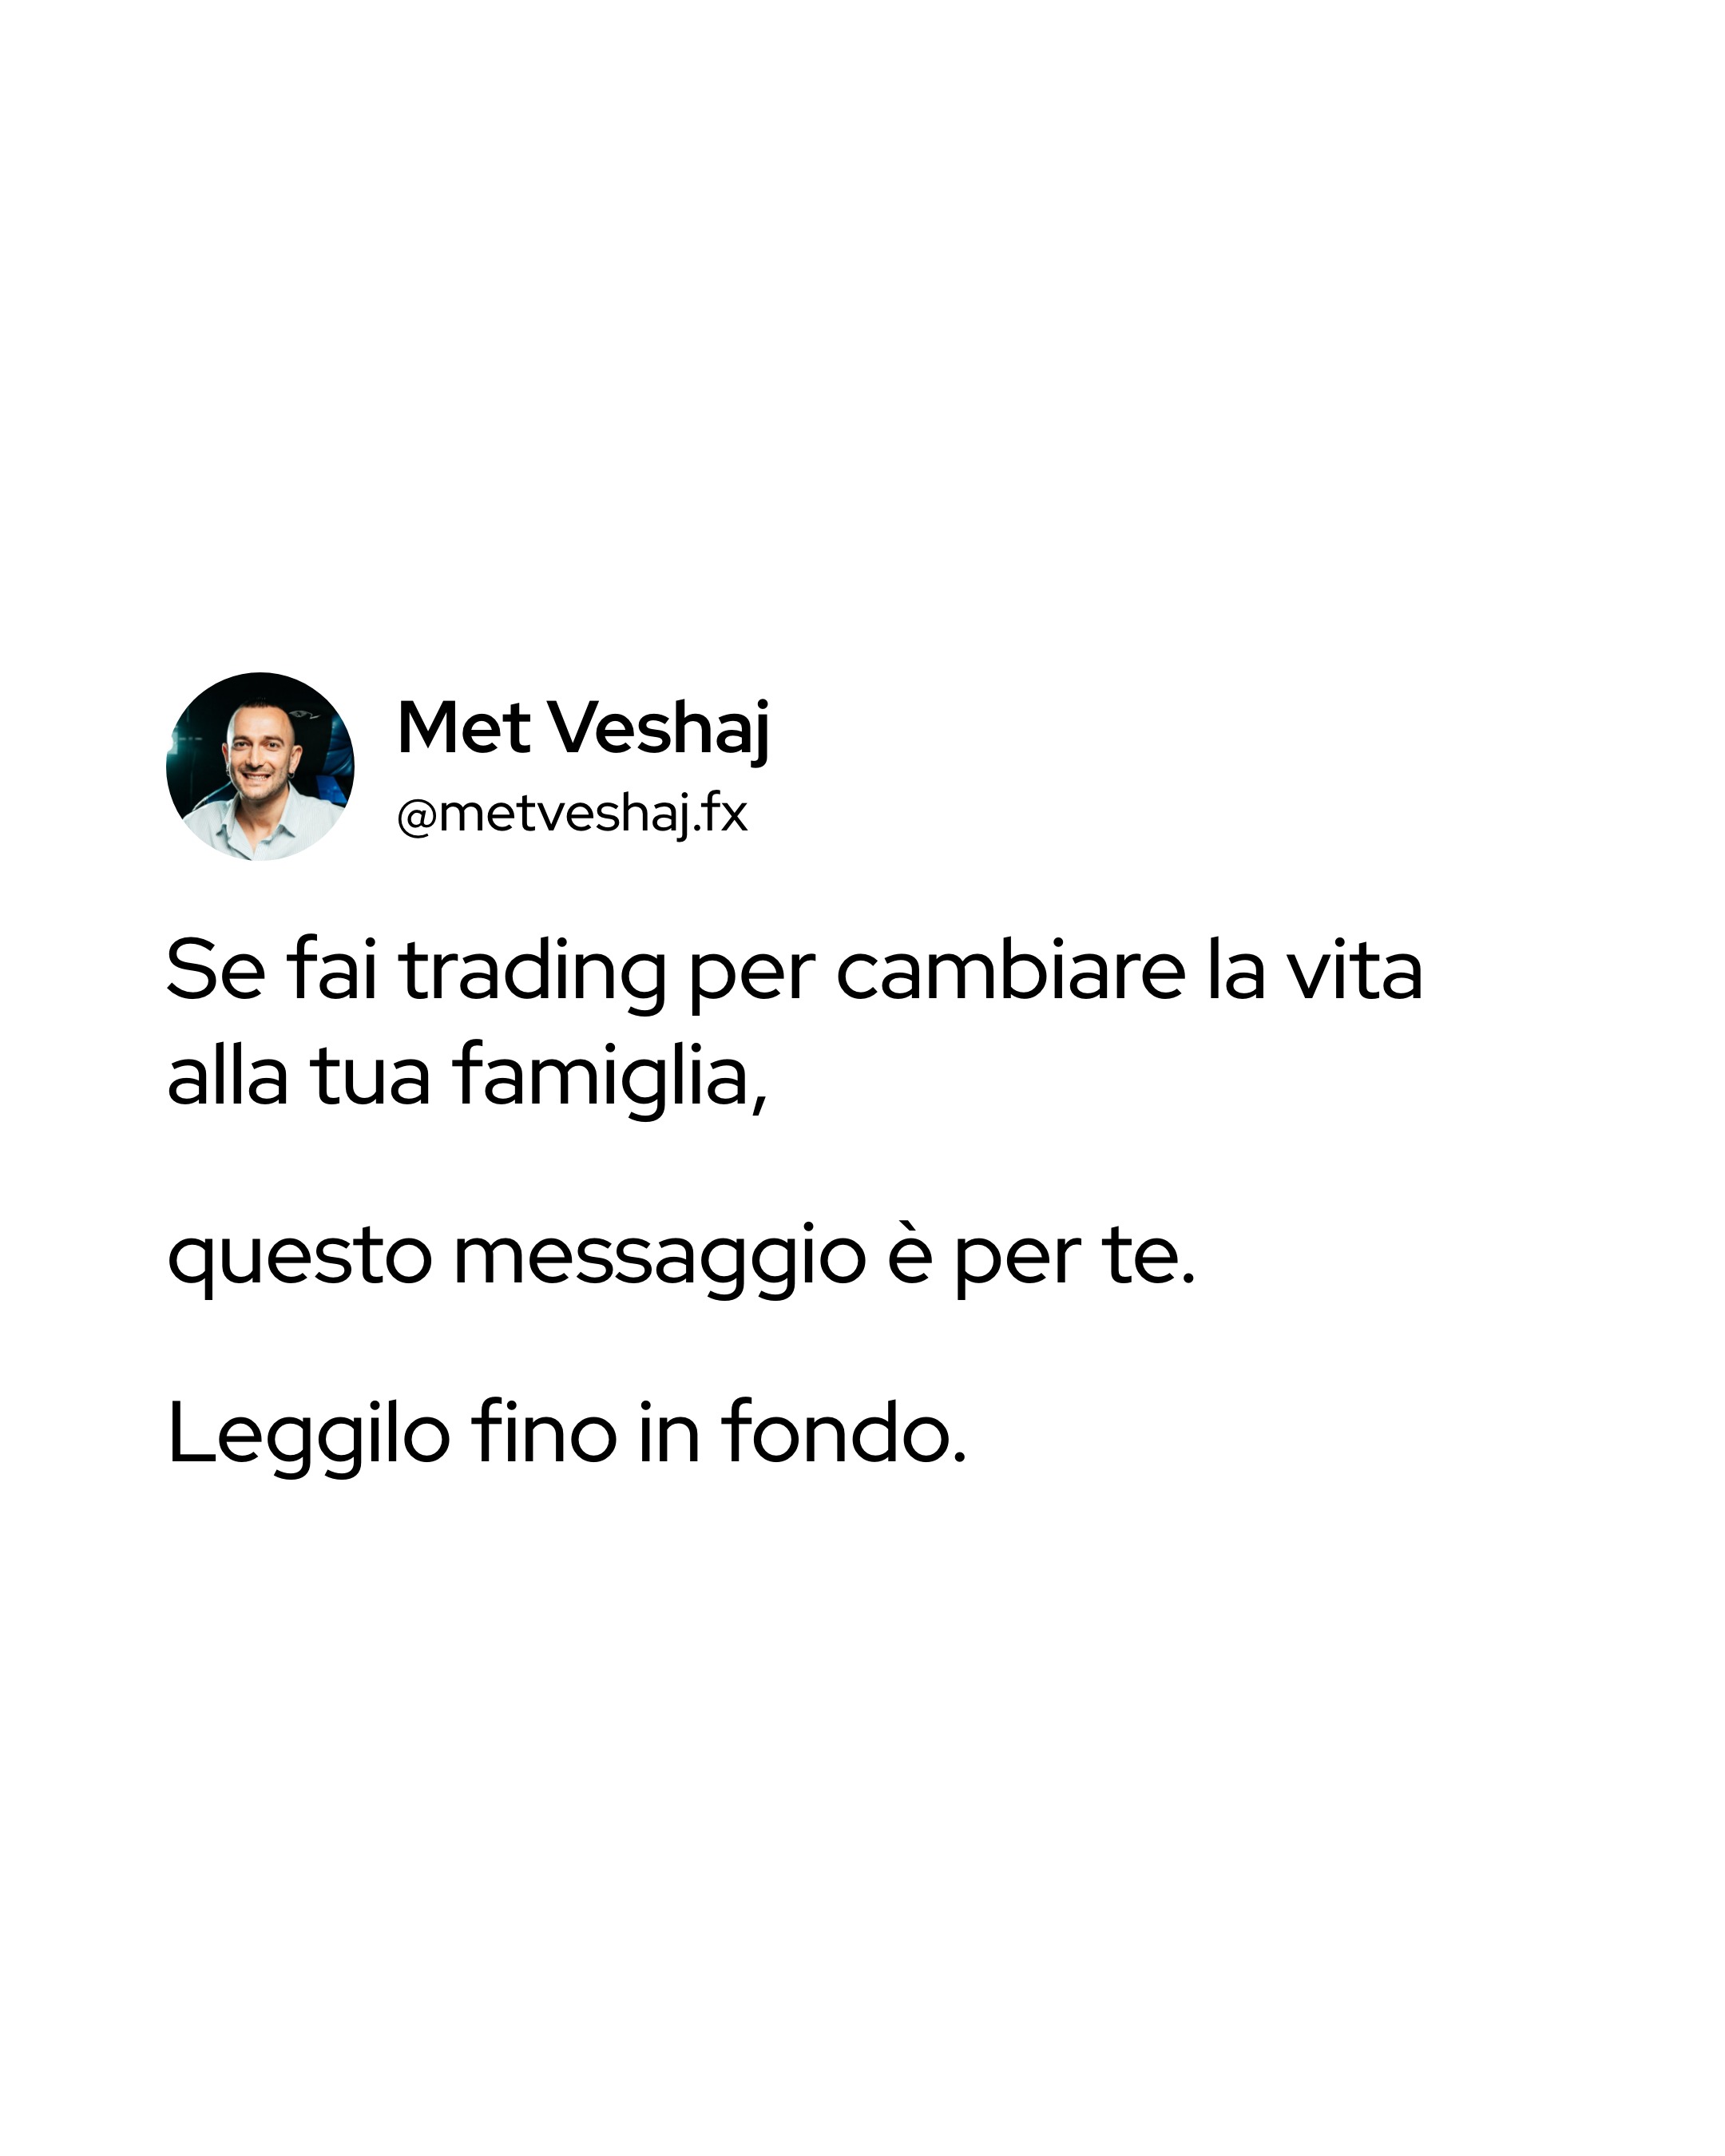 Met Veshaj
@metveshaj.fx
Se fai trading per cambiare la vita
alla tua famiglia,
questo messaggio è per te.
Leggilo fino in fondo.